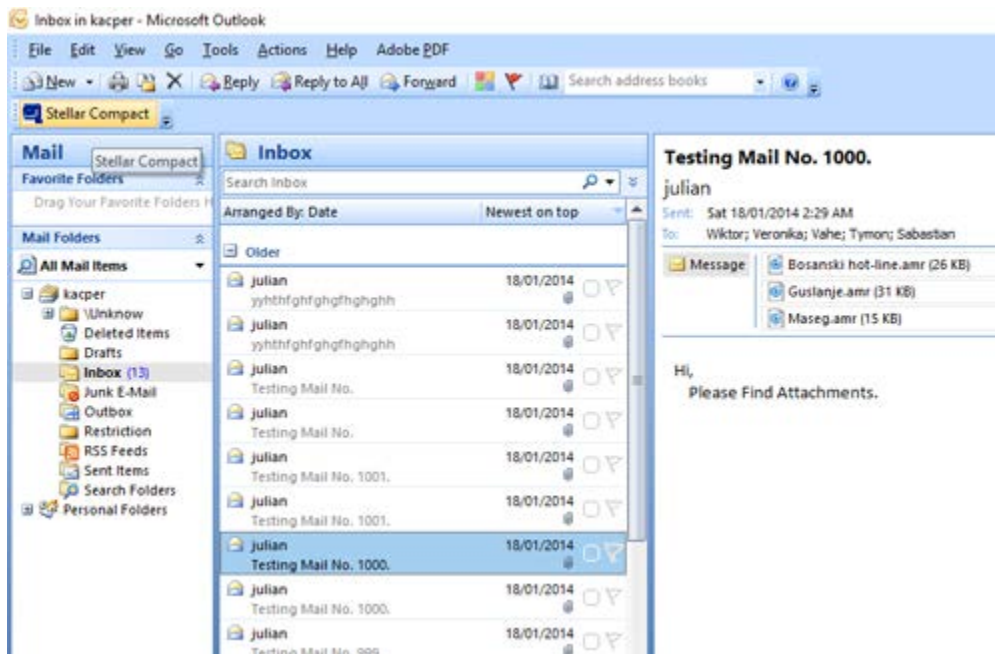 Inbox in kacper - Microsoft Outlook
File Edit View Go Tools Actions Help Adobe PDF
New Reply Reply to All Forward Search address books
Stellar Compact
Mail
Stellar Compact
Favorite Folders
Drag Your Favorite Folders H
Mail Folders
All Mail Items
kacper
\Unknow
Deleted Items
Drafts
Inbox (13)
Junk E-Mail
Outbox
Restriction
RSS Feeds
Sent Items
Search Folders
Personal Folders
Inbox
Search Inbox
Arranged By: Date Newest on top
Older
julian 18/01/2014
yyhthfghfghgfhghghh
julian 18/01/2014
yyhthfghfghgfhghghh
julian 18/01/2014
Testing Mail No.
julian 18/01/2014
Testing Mail No.
julian 18/01/2014
Testing Mail No. 1001.
julian 18/01/2014
Testing Mail No. 1001.
julian 18/01/2014
Testing Mail No. 1000.
julian 18/01/2014
Testing Mail No. 1000.
julian 18/01/2014
Testing Mail No. 999.
Testing Mail No. 1000.
julian
Sent: Sat 18/01/2014 2:29 AM
To: Wiktor; Veronika; Vahe; Tymon; Sabastian
Message Bosanski hot-line.amr (26 KB)
Guslanje.amr (31 KB)
Maseg.amr (15 KB)
Hi,
Please Find Attachments.